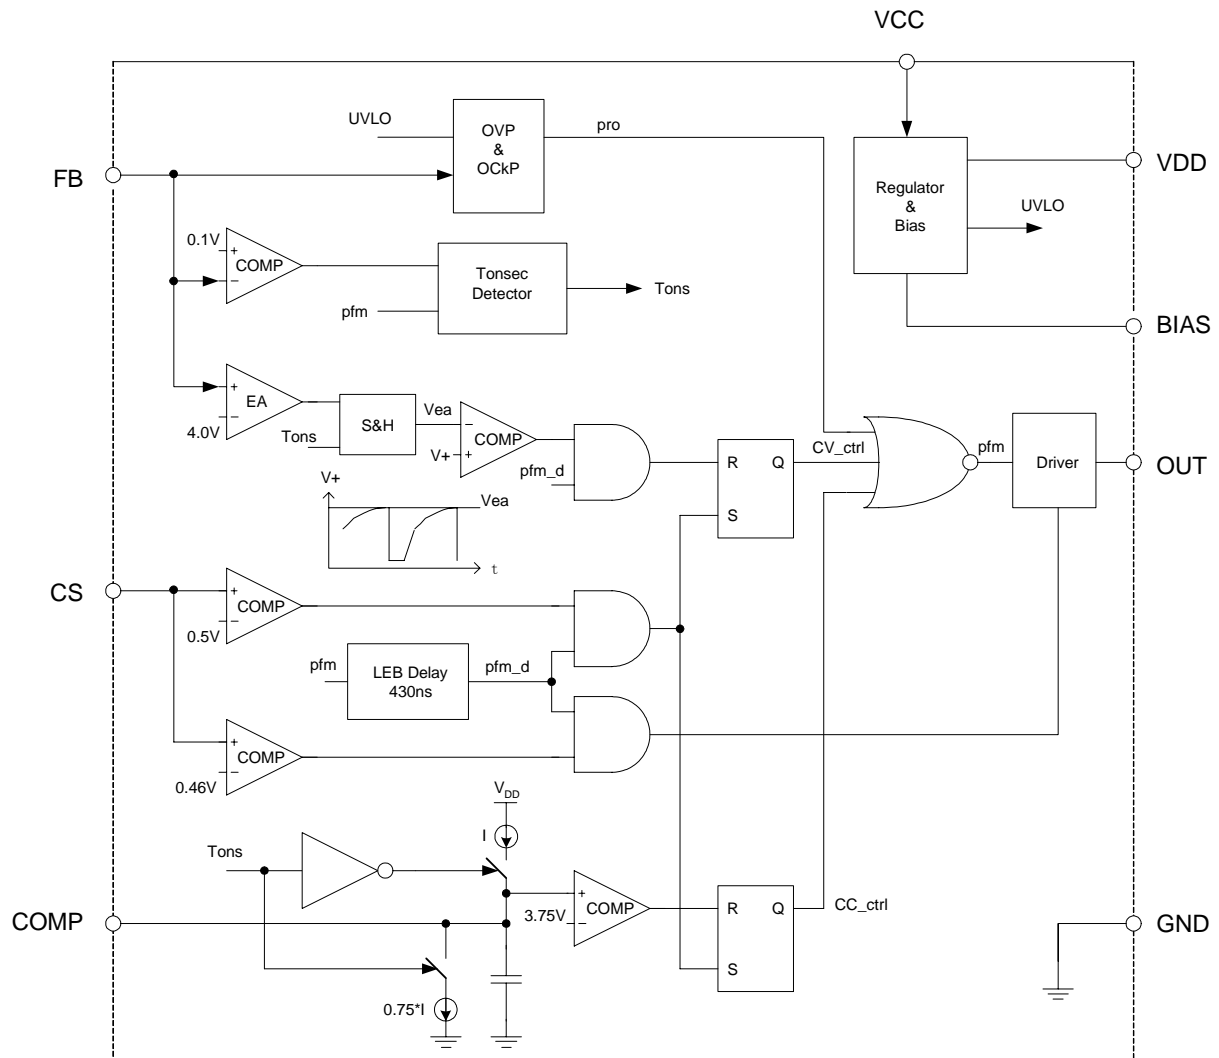 VCC
UVLO
OVP
&
OCkP
pro
FB
VDD
Regulator
&
Bias
UVLO
0.1V
+
COMP
−
Tonsec
Detector
Tons
pfm
BIAS
+
EA
−
4.0V
S&H
Tons
Vea
−
COMP
V+
+
pfm_d
R
Q
S
CV_ctrl
pfm
Driver
OUT
V+
Vea
t
CS
+
COMP
−
0.5V
pfm
LEB Delay
430ns
pfm_d
+
COMP
−
0.46V
VDD
I
Tons
COMP
3.75V
+
COMP
−
R
Q
S
CC_ctrl
0.75*I
GND